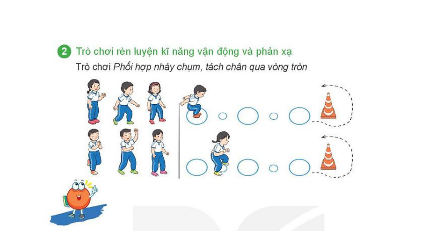 2 Trò chơi rèn luyện kĩ năng vận động và phản xạ
Trò chơi Phối hợp nhảy chụm, tách chân qua vòng tròn